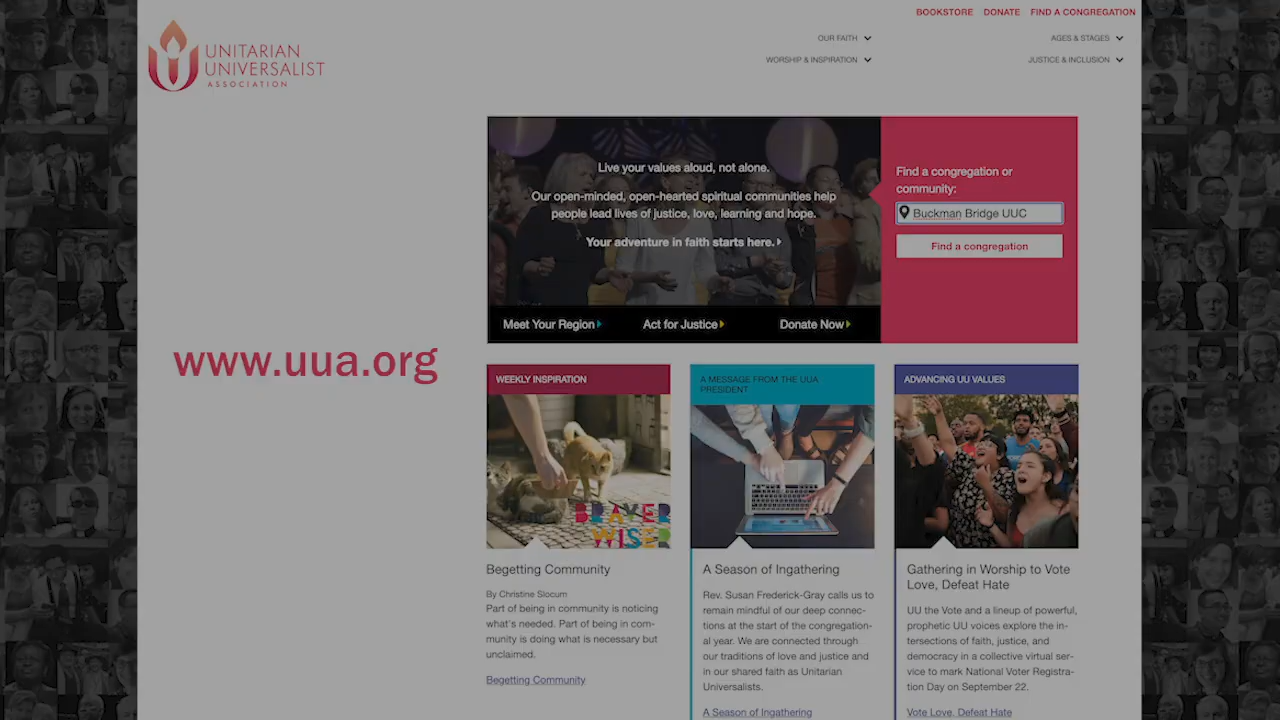 BOOKSTORE DONATE FIND A CONGREGATION
UNITARIAN
UNIVERSALIST
ASSOCIATION
OUR FAITH
AGES & STAGES
WORSHIP & INSPIRATION
JUSTICE & INCLUSION
Live your values aloud, not alone.
Our open-minded, open-hearted spiritual communities help
people lead lives of justice, love, learning and hope.
Your adventure in faith starts here.
Meet Your Region
Act for Justice
Donate Now
Find a congregation or
community:
Buckman Bridge UUC
Find a congregation
www.uua.org
WEEKLY INSPIRATION
BRAVER
WISER
Begetting Community
By Christine Slocum
Part of being in community is noticing
what's needed. Part of being in com-
munity is doing what is necessary but
unclaimed.
Begetting Community
A MESSAGE FROM THE UUA
PRESIDENT
A Season of Ingathering
Rev. Susan Frederick-Gray calls us to
remain mindful of our deep connec-
tions at the start of the congregation-
al year. We are connected through
our traditions of love and justice and
in our shared faith as Unitarian
Universalists.
A Season of Ingathering
ADVANCING UU VALUES
Gathering in Worship to Vote
Love, Defeat Hate
UU the Vote and a lineup of powerful,
prophetic UU voices explore the in-
tersections of faith, justice, and
democracy in a collective virtual ser-
vice to mark National Voter Registra-
tion Day on September 22.
Vote Love, Defeat Hate